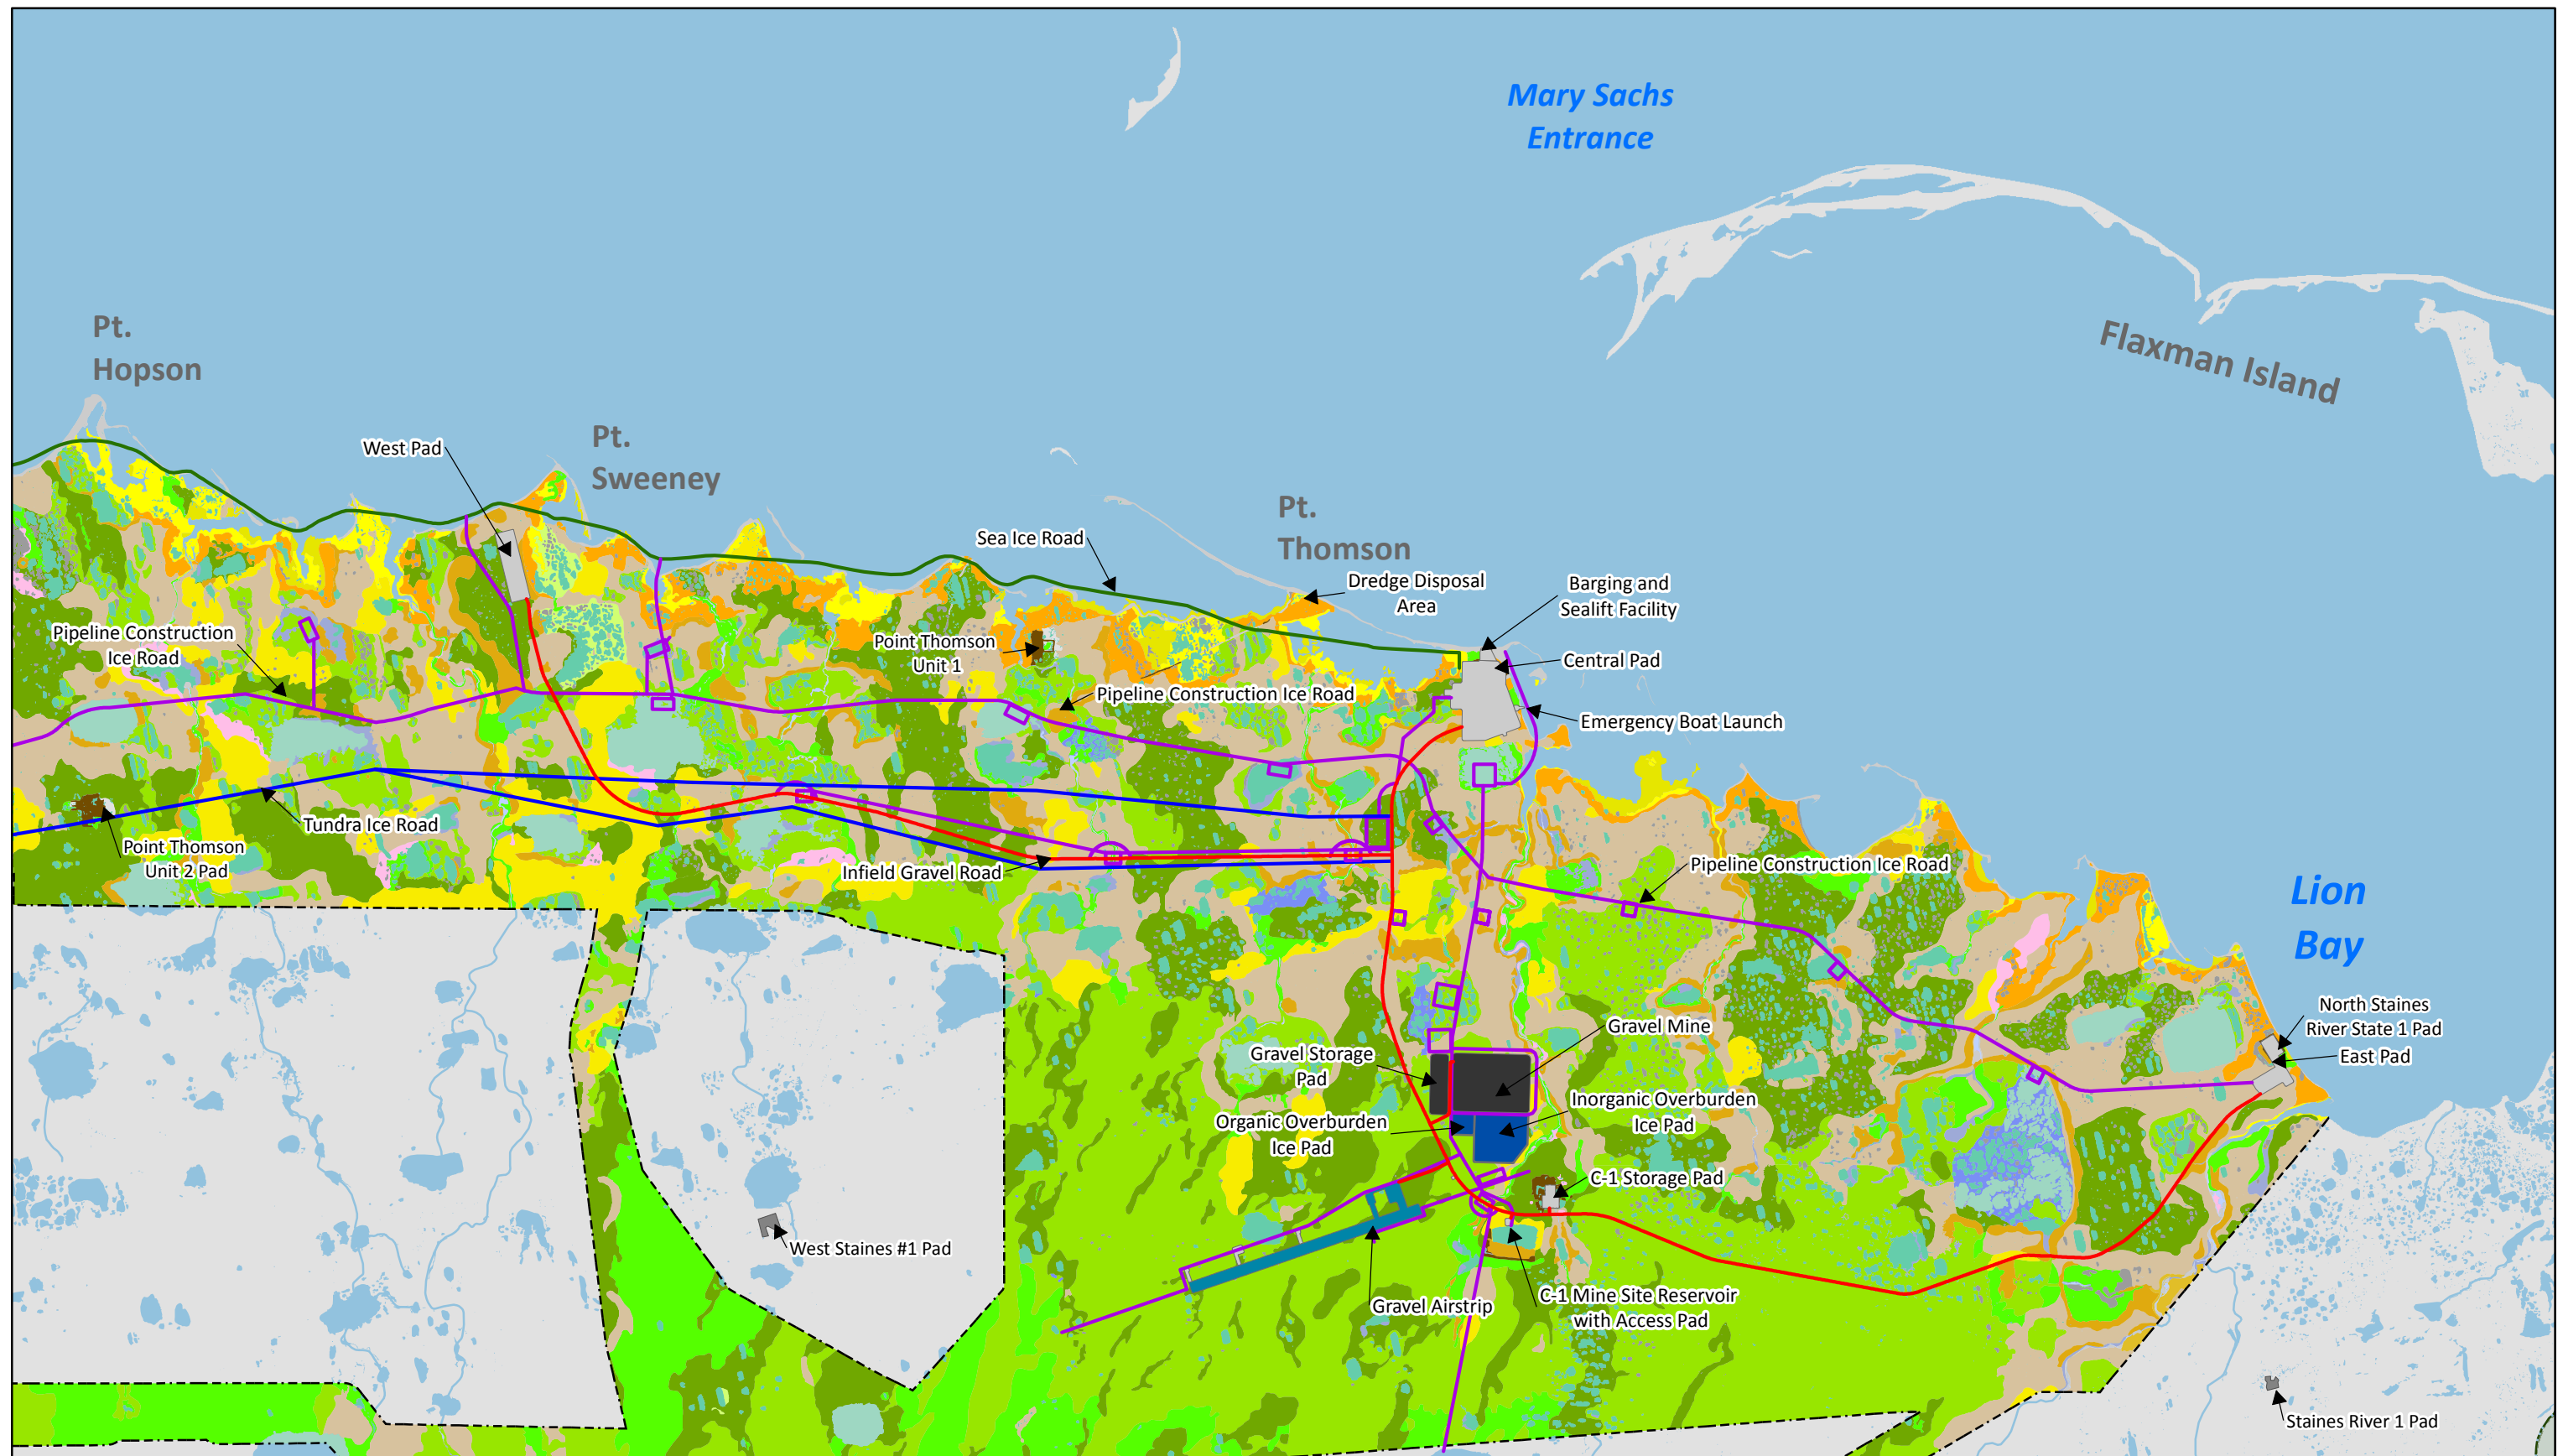 Mary Sachs
Entrance
Pt.
Hopson
Flaxman Island
West Pad
Pt.
Sweeney
Pt.
Thomson
Sea Ice Road
Dredge Disposal
Area
Barging and
Sealift Facility
Pipeline Construction
Ice Road
Point Thomson
Unit 1
Central Pad
Pipeline Construction Ice Road
Emergency Boat Launch
Tundra Ice Road
Point Thomson
Unit 2 Pad
Infield Gravel Road
Pipeline Construction Ice Road
Lion
Bay
North Staines
River State 1 Pad
East Pad
Gravel Mine
Gravel Storage
Pad
Inorganic Overburden
Ice Pad
Organic Overburden
Ice Pad
C-1 Storage Pad
West Staines #1 Pad
Gravel Airstrip
C-1 Mine Site Reservoir
with Access Pad
Staines River 1 Pad